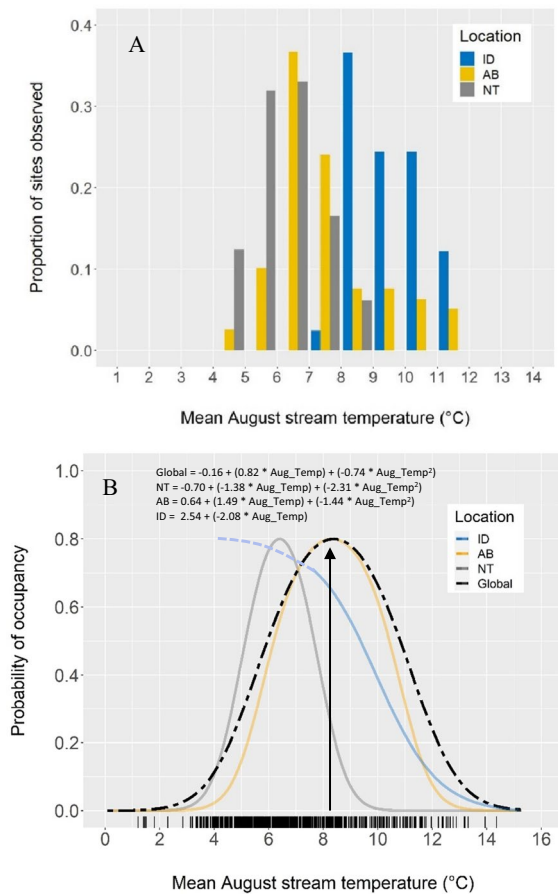 A
Location
ID
AB
NT
Proportion of sites observed
0.4
0.3
0.2
0.1
0.0
1 2 3 4 5 6 7 8 9 10 11 12 13 14
Mean August stream temperature (°C)
B
Global = -0.16 + (0.82 * Aug_Temp) + (-0.74 * Aug_Temp²)
NT = -0.70 + (-1.38 * Aug_Temp) + (-2.31 * Aug_Temp²)
AB = 0.64 + (1.49 * Aug_Temp) + (-1.44 * Aug_Temp²)
ID = 2.54 + (-2.08 * Aug_Temp)
Location
ID
AB
NT
Global
Probability of occupancy
1.0
0.8
0.6
0.4
0.2
0.0
0 2 4 6 8 10 12 14 16
Mean August stream temperature (°C)